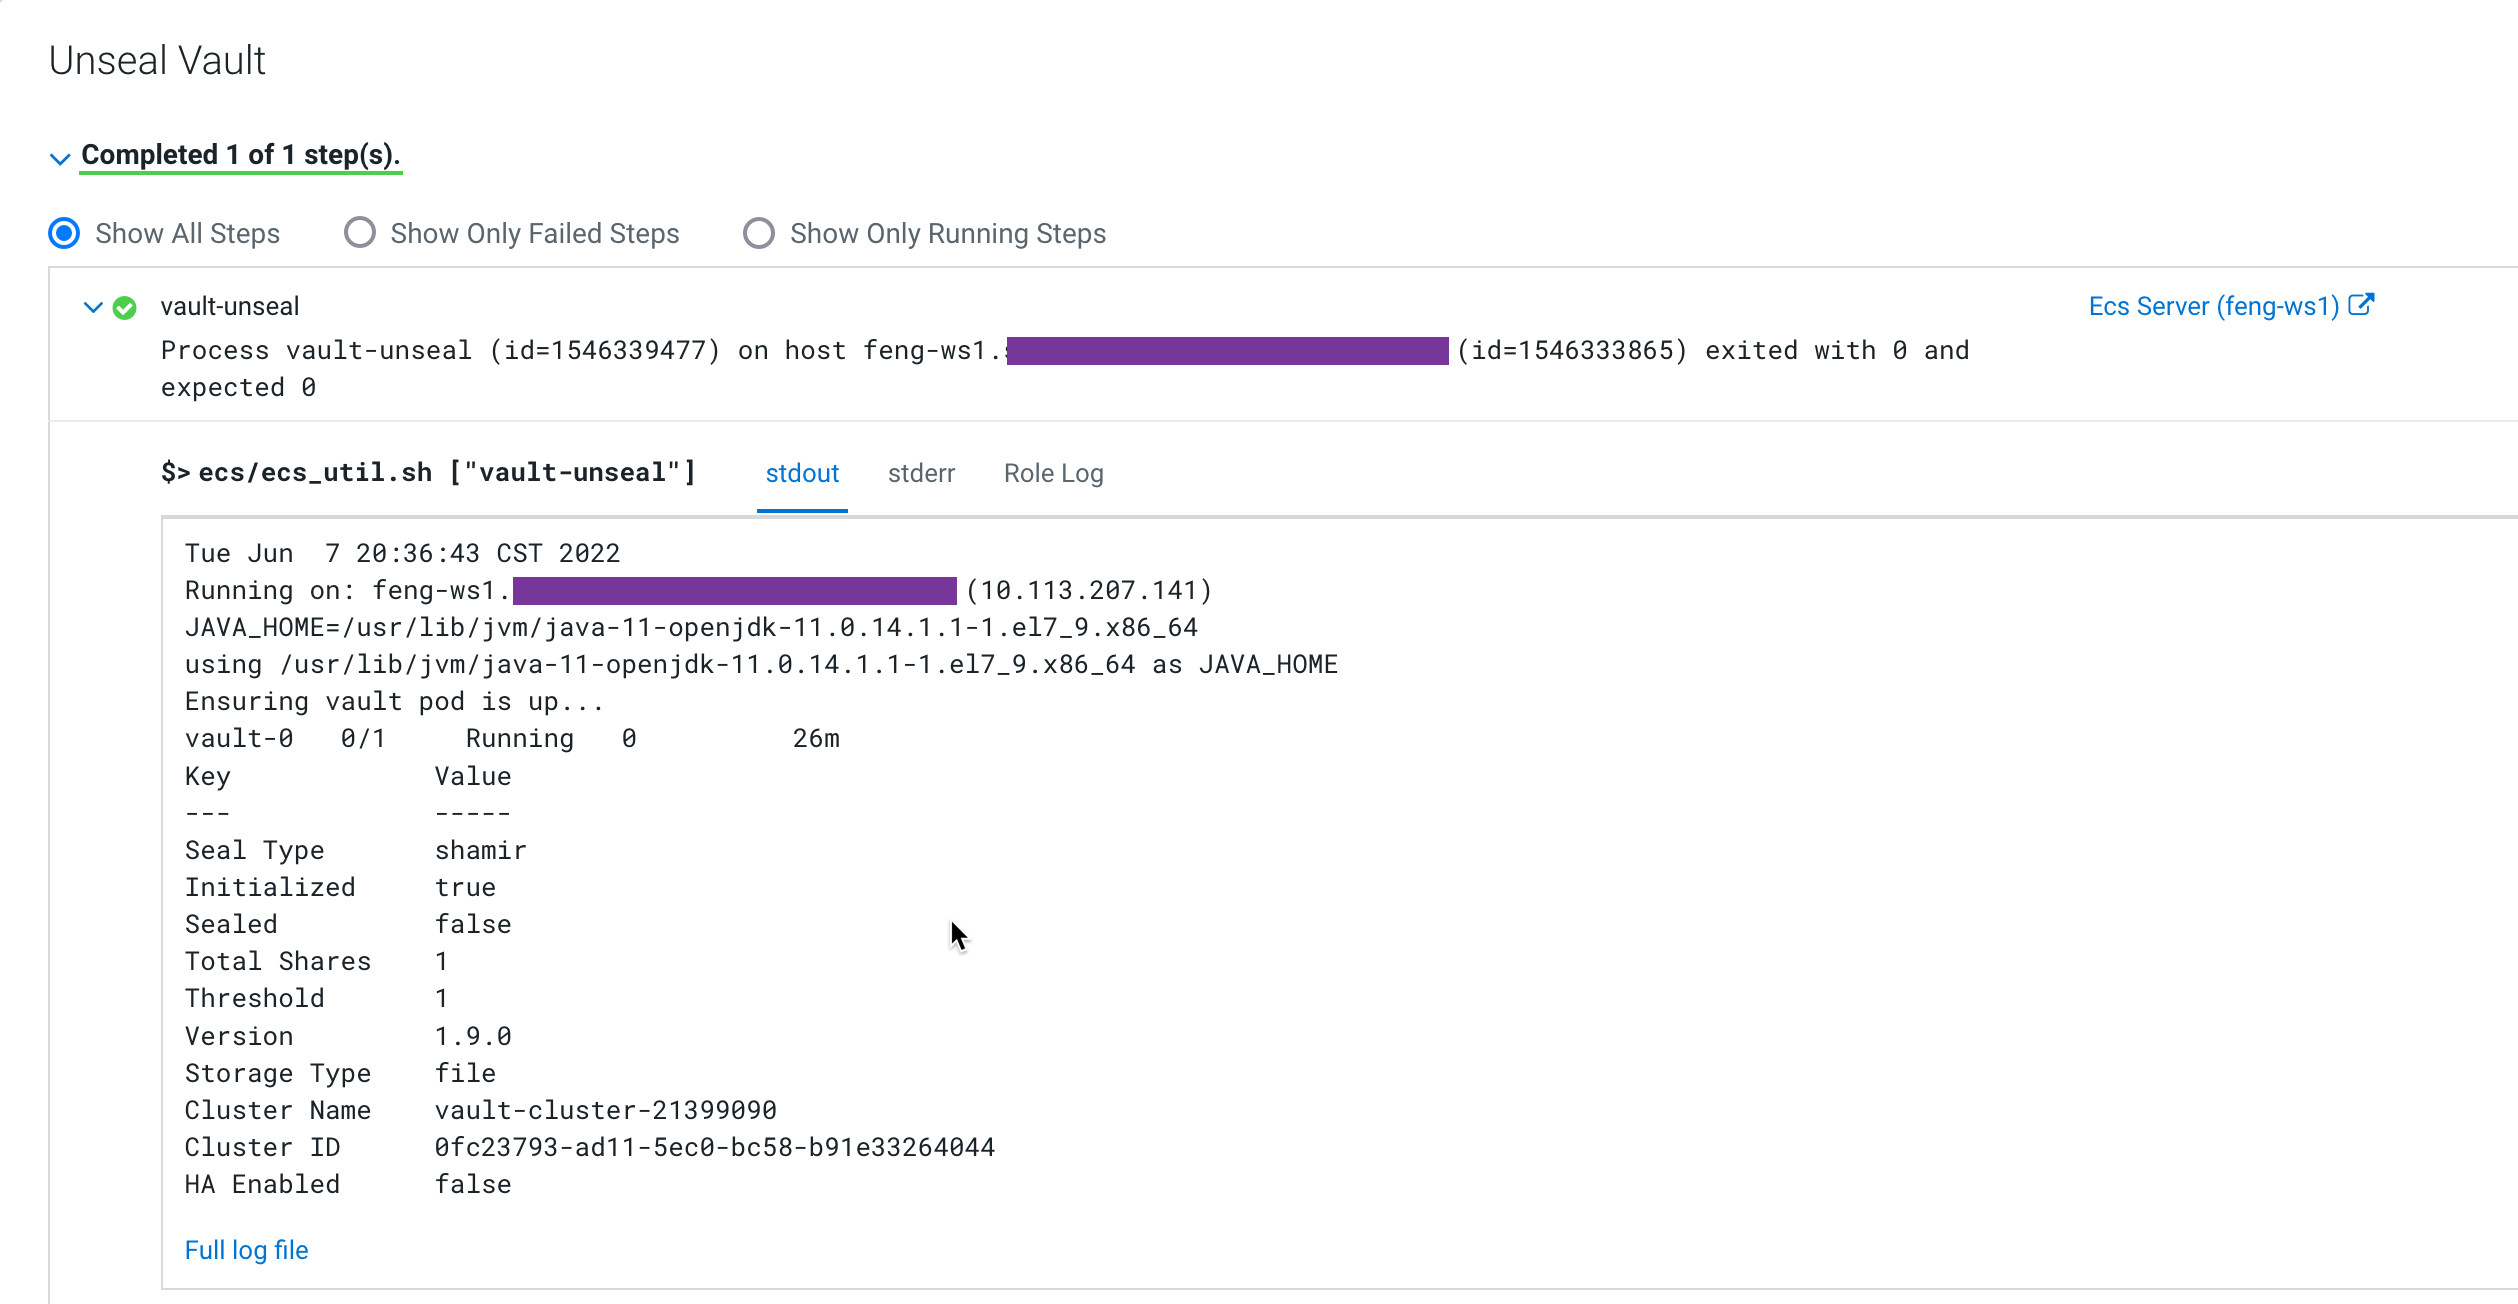 Unseal Vault
Completed 1 of 1 step(s).
Show All Steps Show Only Failed Steps Show Only Running Steps
vault-unseal Ecs Server (feng-ws1)
Process vault-unseal (id=1546339477) on host feng-ws1. (id=1546333865) exited with 0 and
expected 0
$> ecs/ecs_util.sh ["vault-unseal"] stdout stderr Role Log
Tue Jun  7 20:36:43 CST 2022
Running on: feng-ws1. (10.113.207.141)
JAVA_HOME=/usr/lib/jvm/java-11-openjdk-11.0.14.1.1-1.el7_9.x86_64
using /usr/lib/jvm/java-11-openjdk-11.0.14.1.1-1.el7_9.x86_64 as JAVA_HOME
Ensuring vault pod is up...
vault-0   0/1     Running   0          26m
Key             Value
---             -----
Seal Type       shamir
Initialized     true
Sealed          false
Total Shares    1
Threshold       1
Version         1.9.0
Storage Type    file
Cluster Name    vault-cluster-21399090
Cluster ID      0fc23793-ad11-5ec0-bc58-b91e33264044
HA Enabled      false
Full log file